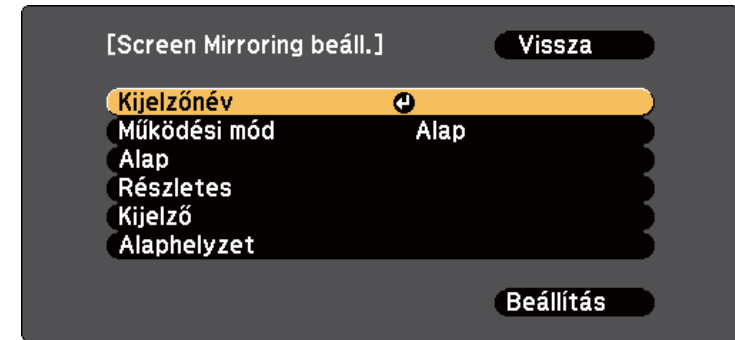 [Screen Mirroring beáll.] Vissza
Kijelzőnév
Működési mód Alap
Alap
Részletes
Kijelző
Alaphelyzet
Beállítás